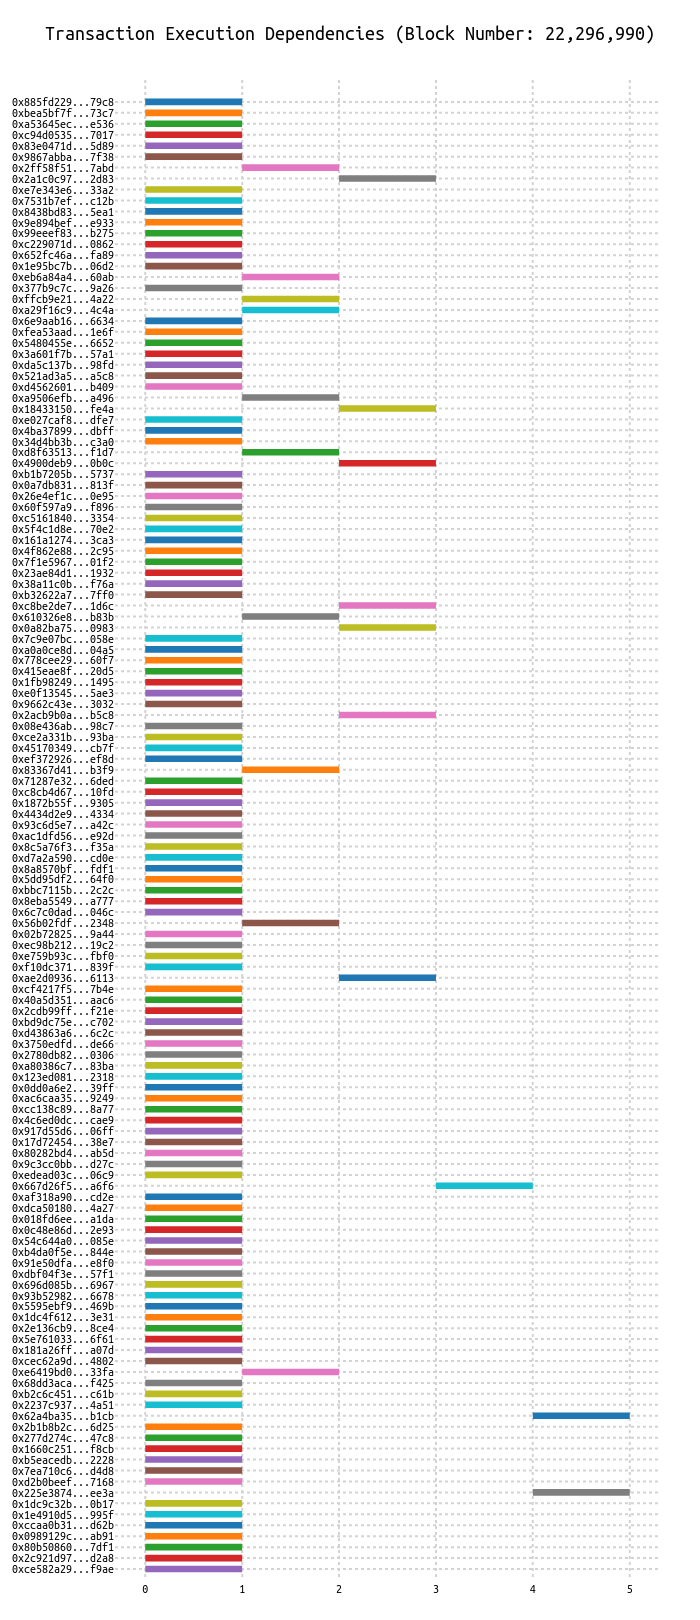 Transaction Execution Dependencies (Block Number: 22,296,990)
0x885fd229...79c8
0xbea5bf7f...73c7
0xa53645ec...e536
0xc94d0535...7017
0x83e0471d...5d89
0x9867abba...7f38
0x2ff58f51...7abd
0x2a1c0c97...2d83
0xe7e343e6...33a2
0x7531b7ef...c12b
0x8438bd83...5ea1
0x9e894bef...e933
0x99eeef83...b275
0xc229071d...0862
0x652fc46a...fa89
0x1e95bc7b...06d2
0xeb6a84a4...60ab
0x377b9c7c...9a26
0xffcb9e21...4a22
0xa29f16c9...4c4a
0x6e9aab16...6634
0xfea53aad...1e6f
0x5480455e...6652
0x3a601f7b...57a1
0xda5c137b...98fd
0x521ad3a5...a5c8
0xd4562601...b409
0xa9506efb...a496
0x18433150...fe4a
0xe027caf8...dfe7
0x4ba37899...dbff
0x34d4bb3b...c3a0
0xd8f63513...f1d7
0x4900deb9...0b0c
0xb1b7205b...5737
0x0a7db831...813f
0x26e4ef1c...0e95
0x60f597a9...f896
0xc5161840...3354
0x5f4c1d8e...70e2
0x161a1274...3ca3
0x4f862e88...2c95
0x7f1e5967...01f2
0x23ae84d1...1932
0x38a11c0b...f76a
0xb32622a7...7ff0
0xc8be2de7...1d6c
0x610326e8...b83b
0x0a82ba75...0983
0x7c9e07bc...058e
0xa0a0ce8d...04a5
0x778cee29...60f7
0x415eae8f...20d5
0x1fb98249...1495
0xe0f13545...5ae3
0x9662c43e...3032
0x2acb9b0a...b5c8
0x08e436ab...98c7
0xce2a331b...93ba
0x45170349...cb7f
0xef372926...ef8d
0x83367d41...b3f9
0x71287e32...6ded
0xc8cb4d67...10fd
0x1872b55f...9305
0x4434d2e9...4334
0x93c6d5e7...a42c
0xac1dfd56...e92d
0x8c5a76f3...f35a
0xd7a2a590...cd0e
0x8a8570bf...fdf1
0x5dd95df2...64f0
0xbbc7115b...2c2c
0x8eba5549...a777
0x6c7c0dad...046c
0x56b02fdf...2348
0x02b72825...9a44
0xec98b212...19c2
0xe759b93c...fbf0
0xf10dc371...839f
0xae2d0936...6113
0xcf4217f5...7b4e
0x40a5d351...aac6
0x2cdb99ff...f21e
0xbd9dc75e...c702
0xd43863a6...6c2c
0x3750edfd...de66
0x2780db82...0306
0xa80386c7...83ba
0x123ed081...2318
0x0dd0a6e2...39ff
0xac6caa35...9249
0xcc138c89...8a77
0x4c6ed0dc...cae9
0x917d55d6...06ff
0x17d72454...38e7
0x80282bd4...ab5d
0x9c3cc0bb...d27c
0xedead03c...06c9
0x667d26f5...a6f6
0xaf318a90...cd2e
0xdca50180...4a27
0x018fd6ee...a1da
0x0c48e86d...2e93
0x54c644a0...085e
0xb4da0f5e...844e
0x91e50dfa...e8f0
0xdbf04f3e...57f1
0x696d085b...6967
0x93b52982...6678
0x5595ebf9...469b
0x1dc4f612...3e31
0x2e136cb9...8ce4
0x5e761033...6f61
0x181a26ff...a07d
0xcec62a9d...4802
0xe6419bd0...33fa
0x68dd3aca...f425
0xb2c6c451...c61b
0x2237c937...4a51
0x62a4ba35...b1cb
0x2b1b8b2c...6d25
0x277d274c...47c8
0x1660c251...f8cb
0xb5eacedb...2228
0x7ea710c6...d4d8
0xd2b0beef...7168
0x225e3874...ee3a
0x1dc9c32b...0b17
0x1e4910d5...995f
0xccaa0b31...d62b
0x0989129c...ab91
0x80b50860...7df1
0x2c921d97...d2a8
0xce582a29...f9ae
0 1 2 3 4 5